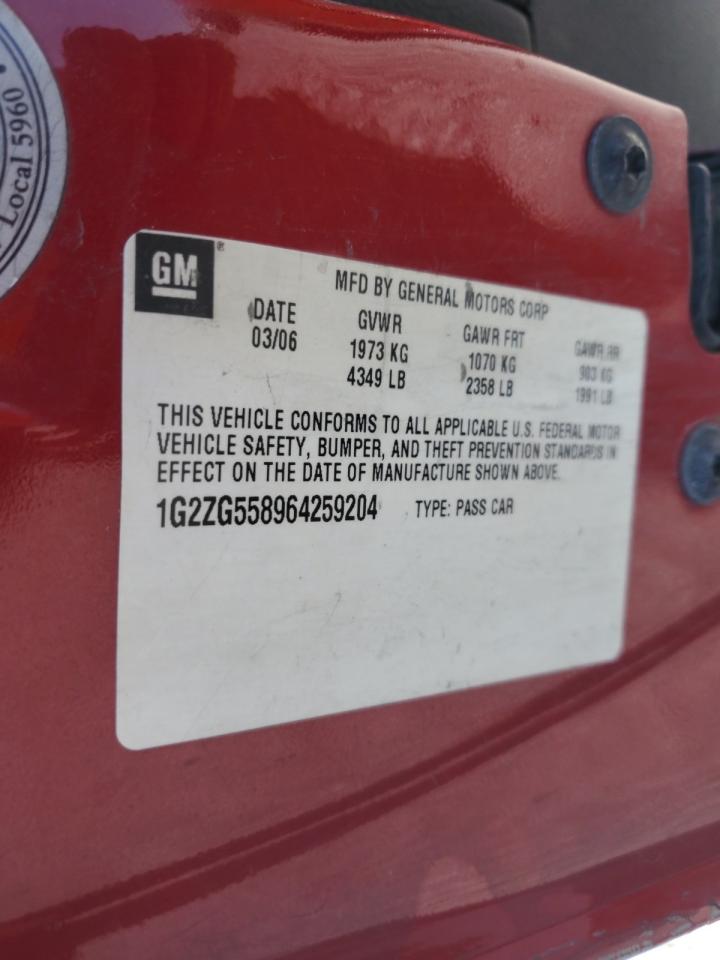 Local 5960
GM®
MFD BY GENERAL MOTORS CORP
DATE GVWR GAWR FRT GAWR RR
03/06 1973 KG 1070 KG 903 KG
4349 LB 2358 LB 1991 LB
THIS VEHICLE CONFORMS TO ALL APPLICABLE U.S. FEDERAL MOTOR
VEHICLE SAFETY, BUMPER, AND THEFT PREVENTION STANDARDS IN
EFFECT ON THE DATE OF MANUFACTURE SHOWN ABOVE.
1G2ZG558964259204 TYPE: PASS CAR